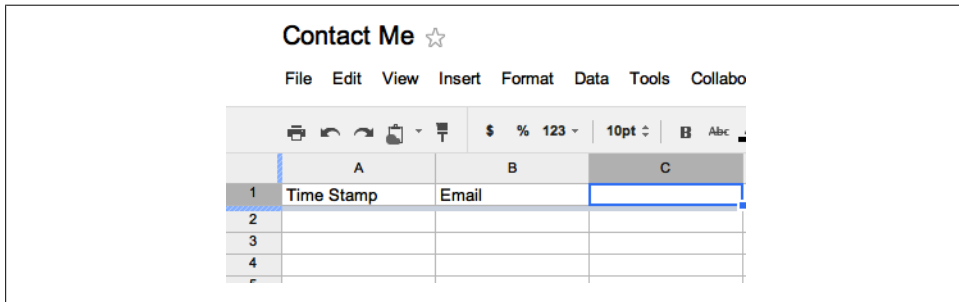 Contact Me
File Edit View Insert Format Data Tools Collabo
$ % 123 10pt B Abc
A B C
1 Time Stamp Email
2
3
4